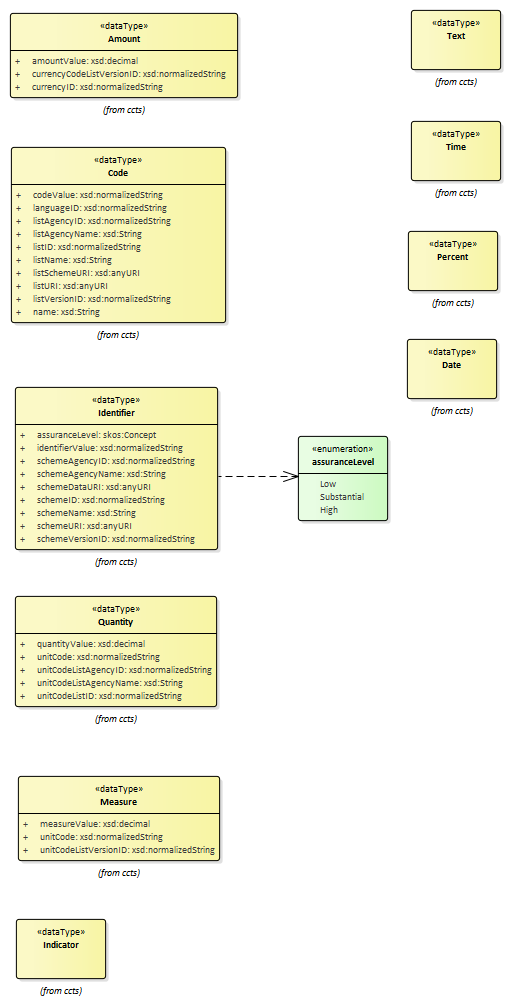 «dataType»
Amount
+ amountValue: xsd:decimal
+ currencyCodeListVersionID: xsd:normalizedString
+ currencyID: xsd:normalizedString
(from ccts)
«dataType»
Code
+ codeValue: xsd:normalizedString
+ languageID: xsd:normalizedString
+ listAgencyID: xsd:normalizedString
+ listAgencyName: xsd:String
+ listID: xsd:normalizedString
+ listName: xsd:String
+ listSchemeURI: xsd:anyURI
+ listURI: xsd:anyURI
+ listVersionID: xsd:normalizedString
+ name: xsd:String
(from ccts)
«dataType»
Identifier
+ assuranceLevel: skos:Concept
+ identifierValue: xsd:normalizedString
+ schemeAgencyID: xsd:normalizedString
+ schemeAgencyName: xsd:String
+ schemeDataURI: xsd:anyURI
+ schemeID: xsd:normalizedString
+ schemeName: xsd:String
+ schemeURI: xsd:anyURI
+ schemeVersionID: xsd:normalizedString
(from ccts)
«dataType»
Quantity
+ quantityValue: xsd:decimal
+ unitCode: xsd:normalizedString
+ unitCodeListAgencyID: xsd:normalizedString
+ unitCodeListAgencyName: xsd:String
+ unitCodeListID: xsd:normalizedString
(from ccts)
«dataType»
Measure
+ measureValue: xsd:decimal
+ unitCode: xsd:normalizedString
+ unitCodeListVersionID: xsd:normalizedString
(from ccts)
«dataType»
Indicator
(from ccts)
«enumeration»
assuranceLevel
Low
Substantial
High
«dataType»
Text
(from ccts)
«dataType»
Time
(from ccts)
«dataType»
Percent
(from ccts)
«dataType»
Date
(from ccts)